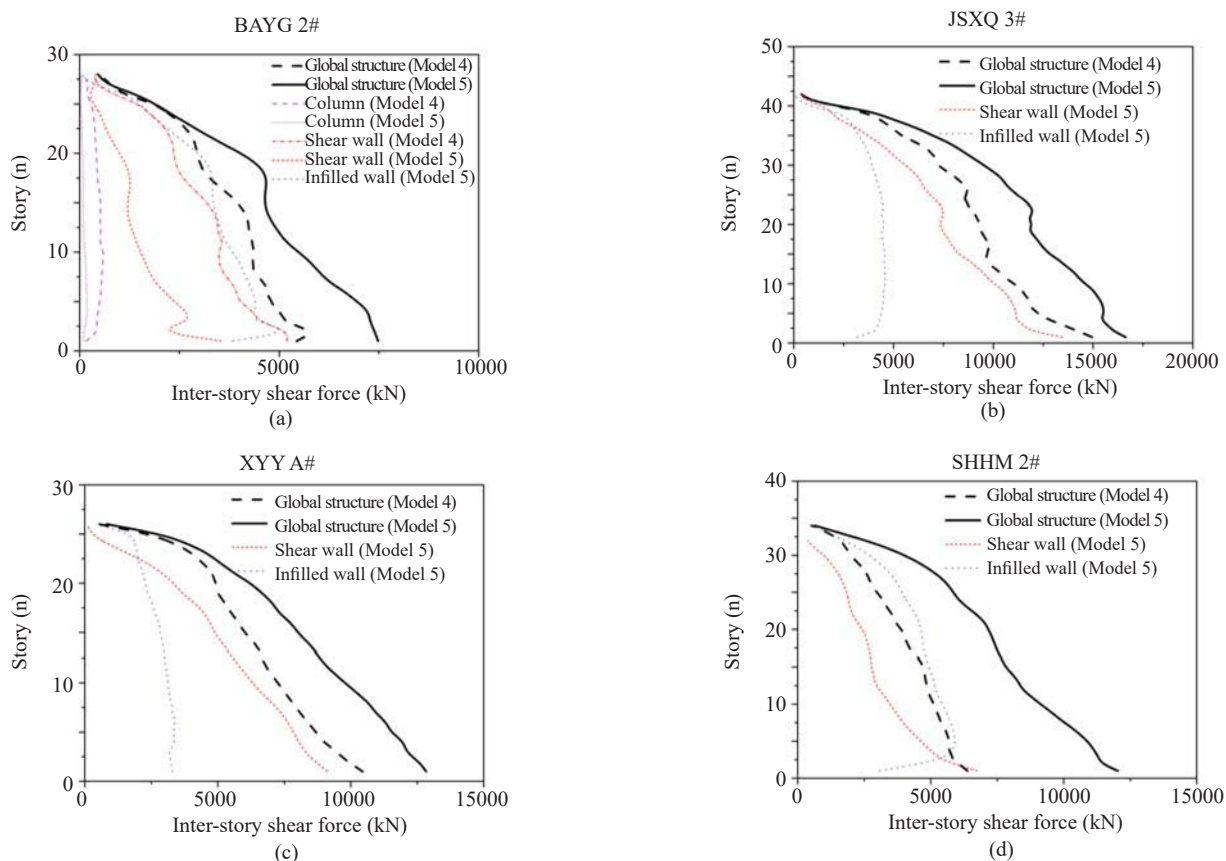 BAYG 2#
30
20
10
0
Story (n)
Global structure (Model 4)
Global structure (Model 5)
Column (Model 4)
Column (Model 5)
Shear wall (Model 4)
Shear wall (Model 5)
Infilled wall (Model 5)
0
5000
10000
Inter-story shear force (kN)
(a)
JSXQ 3#
50
40
30
20
10
0
Story (n)
Global structure (Model 4)
Global structure (Model 5)
Shear wall (Model 5)
Infilled wall (Model 5)
0
5000
10000
15000
20000
Inter-story shear force (kN)
(b)
XYY A#
30
20
10
0
Story (n)
Global structure (Model 4)
Global structure (Model 5)
Shear wall (Model 5)
Infilled wall (Model 5)
0
5000
10000
15000
Inter-story shear force (kN)
(c)
SHHM 2#
40
30
20
10
0
Story (n)
Global structure (Model 4)
Global structure (Model 5)
Shear wall (Model 5)
Infilled wall (Model 5)
0
5000
10000
15000
Inter-story shear force (kN)
(d)